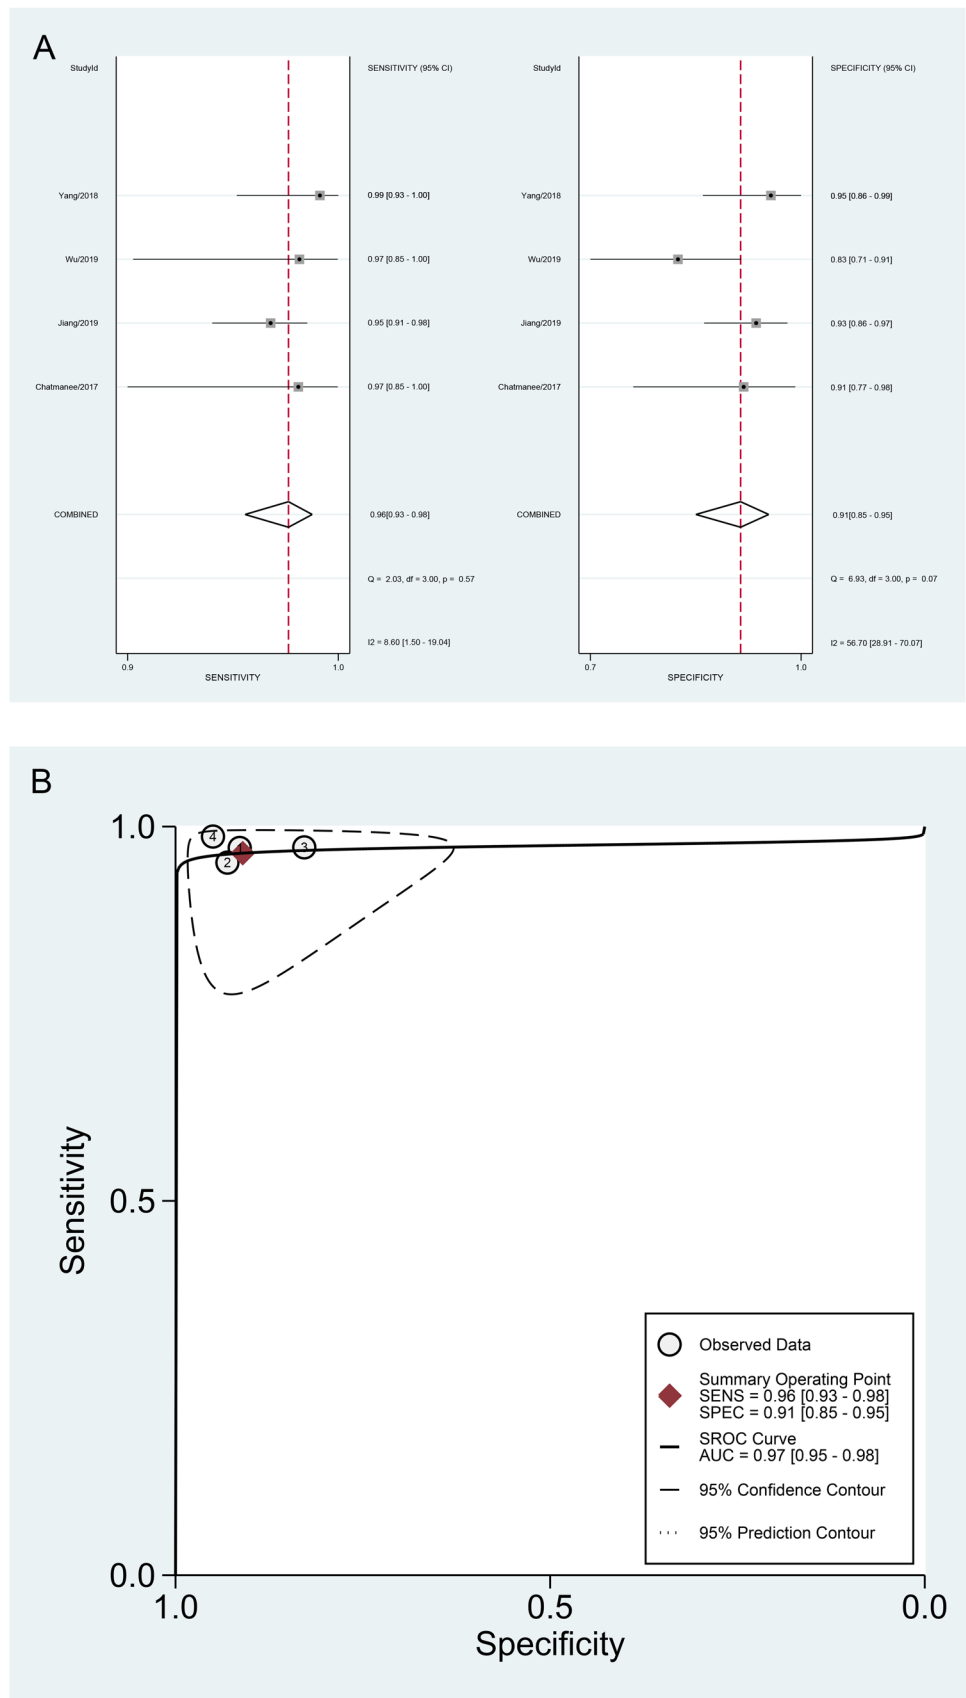 A
StudyId SENSITIVITY (95% CI) StudyId SPECIFICITY (95% CI)
Yang/2018 0.99 [0.93 - 1.00] Yang/2018 0.95 [0.86 - 0.99]
Wu/2019 0.97 [0.85 - 1.00] Wu/2019 0.83 [0.71 - 0.91]
Jiang/2019 0.95 [0.91 - 0.98] Jiang/2019 0.93 [0.86 - 0.97]
Chatmanee/2017 0.97 [0.85 - 1.00] Chatmanee/2017 0.91 [0.77 - 0.98]
COMBINED 0.96[0.93 - 0.98] COMBINED 0.91[0.85 - 0.95]
Q = 2.03, df = 3.00, p = 0.57 Q = 6.93, df = 3.00, p = 0.07
I2 = 8.60 [1.50 - 19.04] I2 = 56.70 [28.91 - 70.07]
0.9 1.0 0.7 1.0
SENSITIVITY SPECIFICITY
B
1.0
4
1
3
2
Sensitivity
0.5
Observed Data
Summary Operating Point
SENS = 0.96 [0.93 - 0.98]
SPEC = 0.91 [0.85 - 0.95]
SROC Curve
AUC = 0.97 [0.95 - 0.98]
95% Confidence Contour
95% Prediction Contour
0.0
1.0 0.5 0.0
Specificity